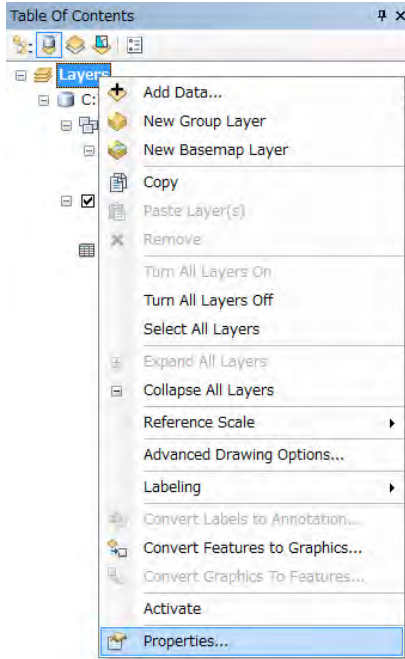 Table Of Contents
Layers
C:
Add Data...
New Group Layer
New Basemap Layer
Copy
Paste Layer(s)
Remove
Turn All Layers On
Turn All Layers Off
Select All Layers
Expand All Layers
Collapse All Layers
Reference Scale
Advanced Drawing Options...
Labeling
Convert Labels to Annotation...
Convert Features to Graphics...
Convert Graphics To Features...
Activate
Properties...